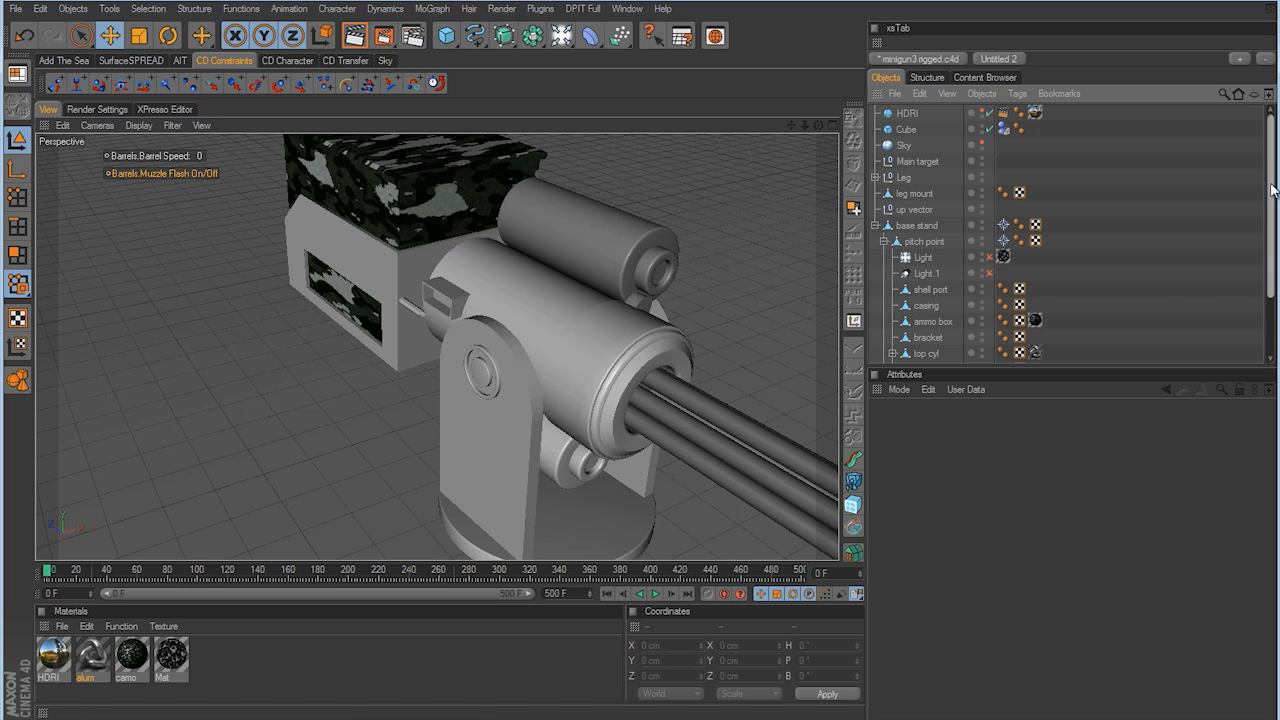 File Edit Objects Tools Selection Structure Functions Animation Character Dynamics MoGraph Hair Render Plugins DPIT Full Window Help
xsTab
Add The Sea SurfaceSPREAD AIT CD Constraints CD Character CD Transfer Sky
* minigun3 rigged.c4d Untitled 2
Objects Structure Content Browser
File Edit View Objects Tags Bookmarks
View Render Settings XPresso Editor
Edit Cameras Display Filter View
Perspective
Barrels.Barrel Speed: 0
Barrels.Muzzle Flash On/Off
HDRI
Cube
Sky
Main target
Leg
leg mount
up vector
base stand
pitch point
Light
Light.1
shell port
casing
ammo box
bracket
top cyl
Attributes
Mode Edit User Data
Y
Z X
0 20 40 60 80 100 120 140 160 180 200 220 240 260 280 300 320 340 360 380 400 420 440 460 480 50( 0 F
0 F 0 F 500 F 500 F
Materials
File Edit Function Texture
HDRI alum camo Mat
Coordinates
-- -- --
X 0 cm X 0 cm H 0 °
Y 0 cm Y 0 cm P 0 °
Z 0 cm Z 0 cm B 0 °
World Scale Apply
MAXON
CINEMA 4D